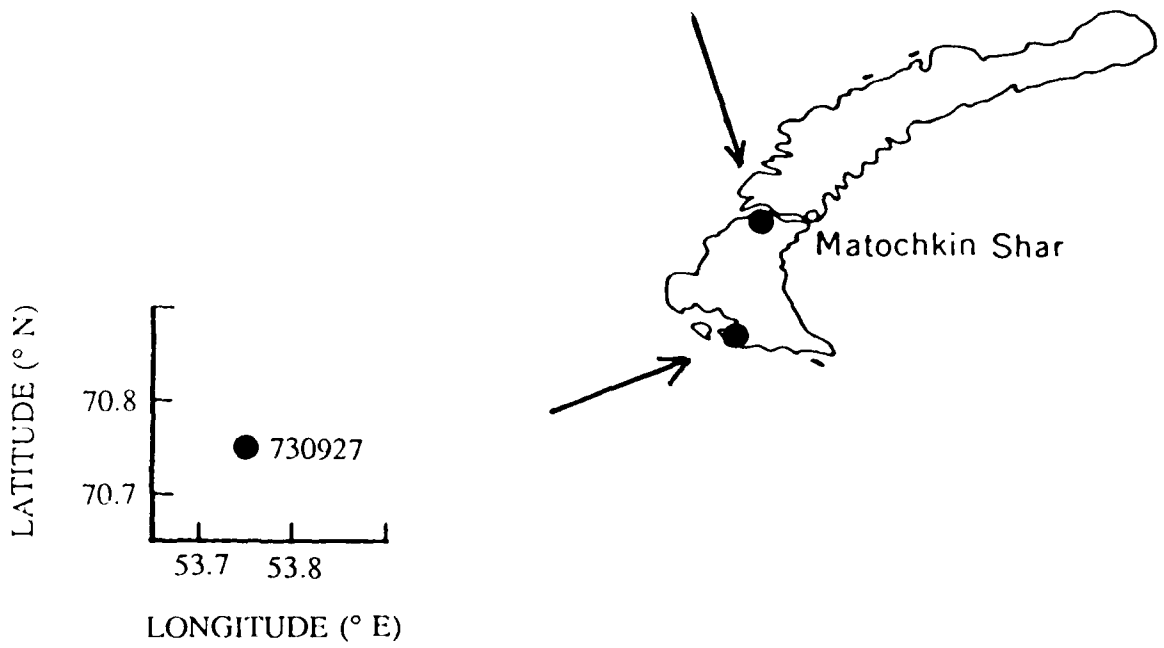 Matochkin Shar
LATITUDE (° N)
70.8
730927
70.7
53.7 53.8
LONGITUDE (° E)